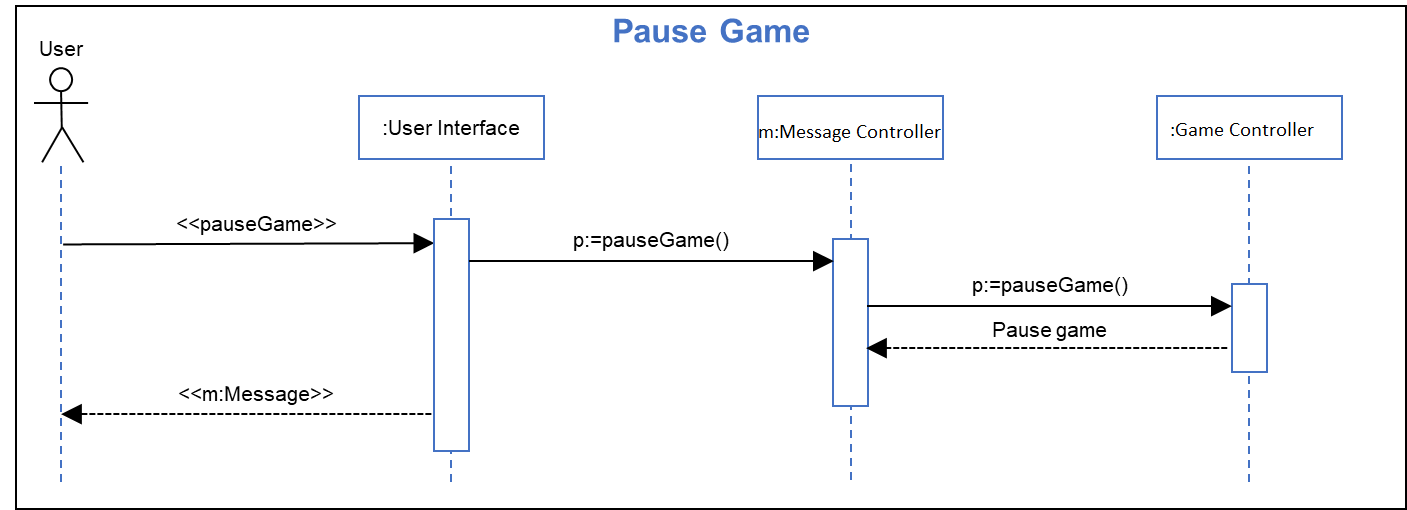 Pause Game
User
:User Interface
m:Message Controller
:Game Controller
<<pauseGame>>
p:=pauseGame()
p:=pauseGame()
Pause game
<<m:Message>>